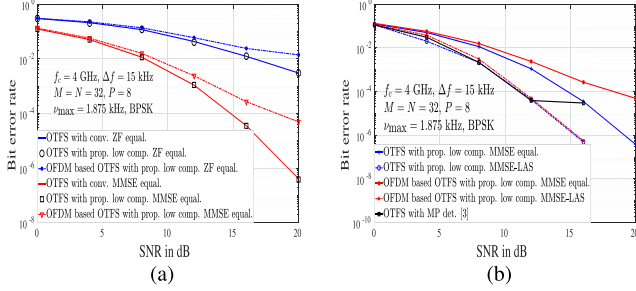 10^0
10^-2
10^-4
10^-6
10^-8
Bit error rate
f_c = 4 GHz, Δf = 15 kHz
M = N = 32, P = 8
ν_max = 1.875 kHz, BPSK
OTFS with conv. ZF equal.
OTFS with prop. low comp. ZF equal.
OFDM based OTFS with prop. low comp. ZF equal.
OTFS with conv. MMSE equal.
OTFS with prop. low comp. MMSE equal.
OFDM based OTFS with prop. low comp. MMSE equal.
0 5 10 15 20
SNR in dB
(a)
10^0
10^-2
10^-4
10^-6
10^-8
10^-10
Bit error rate
f_c = 4 GHz, Δf = 15 kHz
M = N = 32, P = 8
ν_max = 1.875 kHz, BPSK
OTFS with prop. low comp. MMSE equal.
OTFS with prop. low comp. MMSE-LAS
OFDM based OTFS with prop. low comp. MMSE equal.
OFDM based OTFS with prop. low comp. MMSE-LAS
OTFS with MP det. [3]
0 5 10 15 20
SNR in dB
(b)